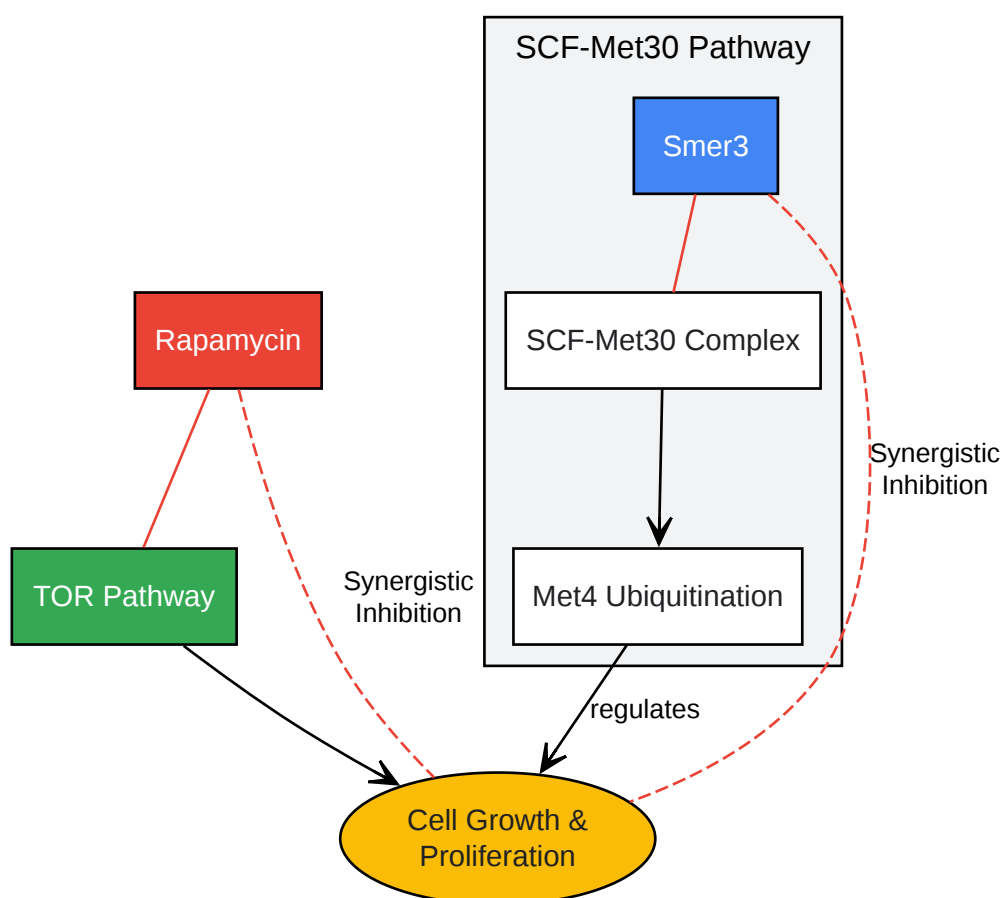 SCF-Met30 Pathway
Smer3
Rapamycin
SCF-Met30 Complex
Synergistic
Inhibition
TOR Pathway
Synergistic
Inhibition
Met4 Ubiquitination
regulates
Cell Growth &
Proliferation